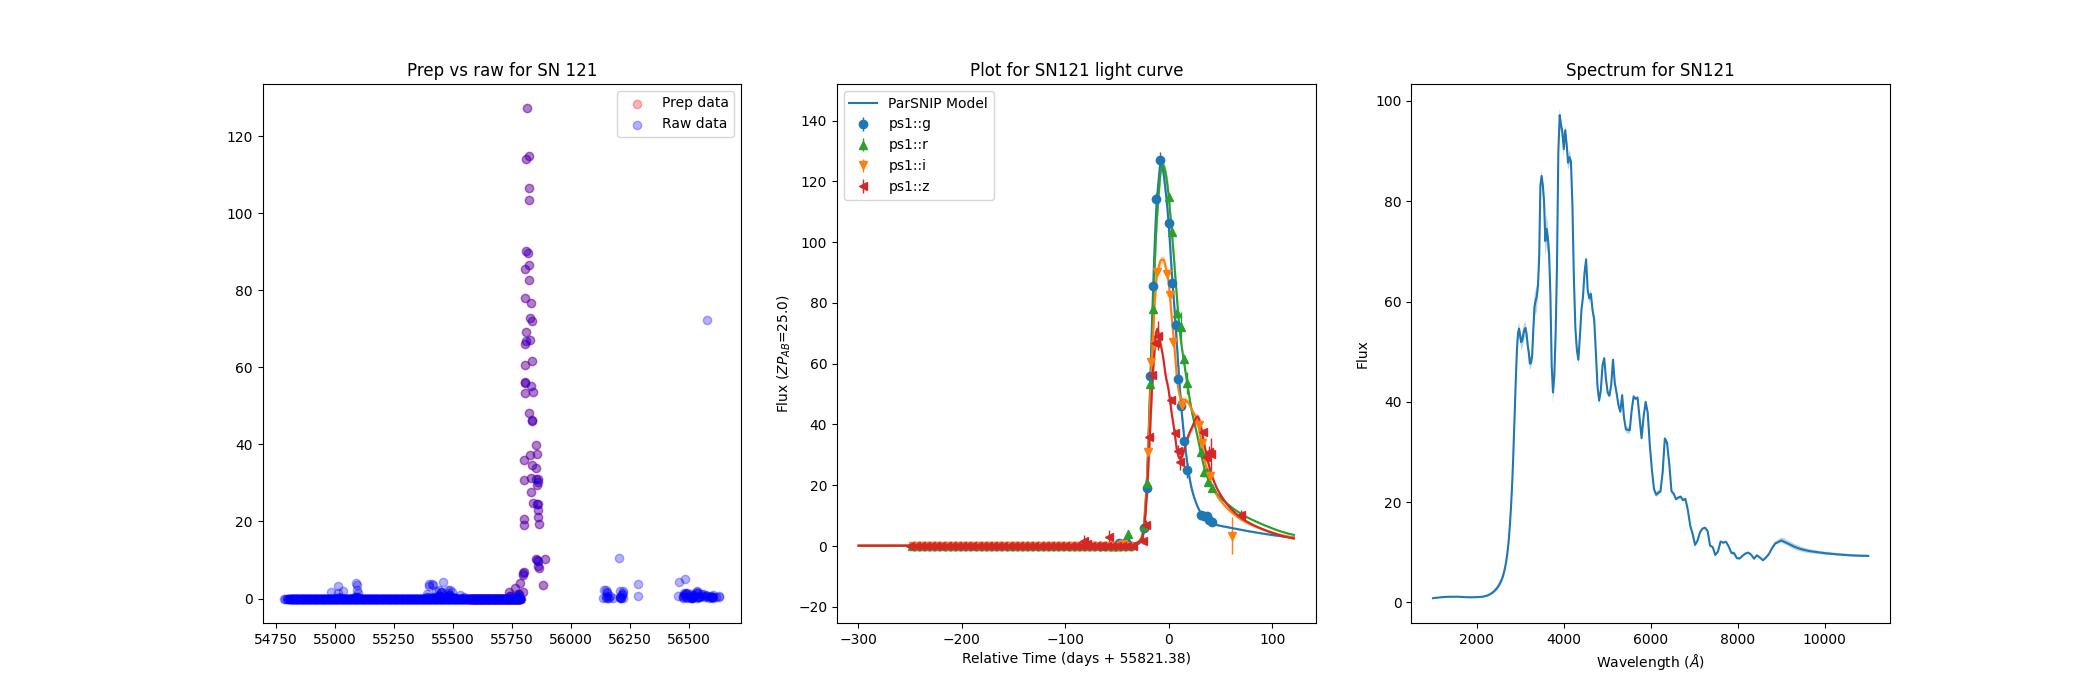 Prep vs raw for SN 121
Prep data
Raw data
120
100
80
60
40
20
0
54750 55000 55250 55500 55750 56000 56250 56500
Plot for SN121 light curve
ParSNIP Model
ps1::g
ps1::r
ps1::i
ps1::z
Flux (ZP_AB=25.0)
140
120
100
80
60
40
20
0
−20
−300 −200 −100 0 100
Relative Time (days + 55821.38)
Spectrum for SN121
Flux
100
80
60
40
20
0
2000 4000 6000 8000 10000
Wavelength (Å)